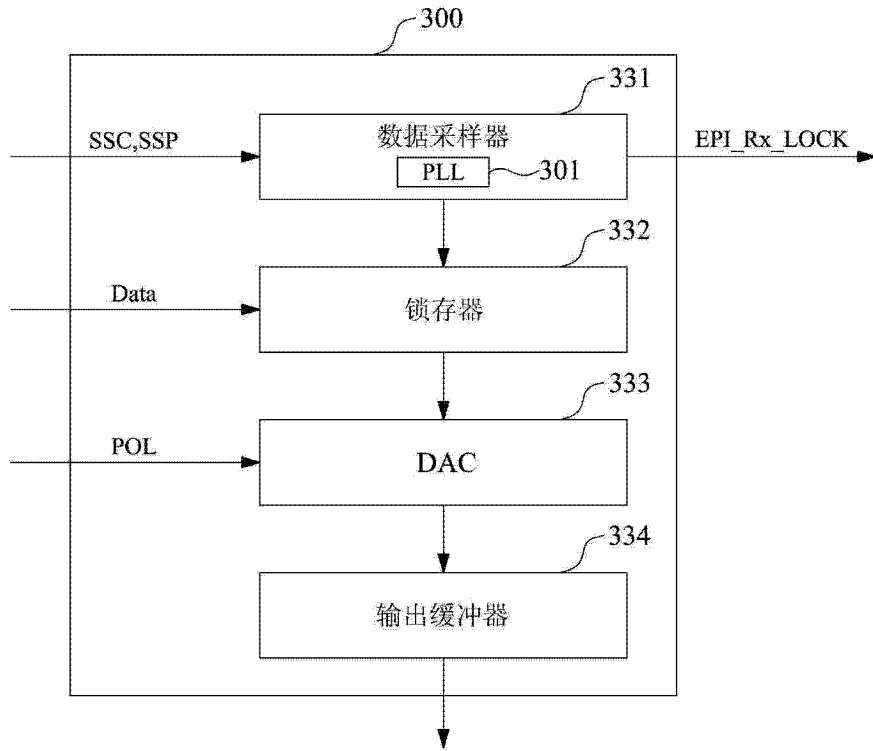 300
331
SSC,SSP
数据采样器
EPI_Rx_LOCK
PLL
301
332
Data
锁存器
333
POL
DAC
334
输出缓冲器